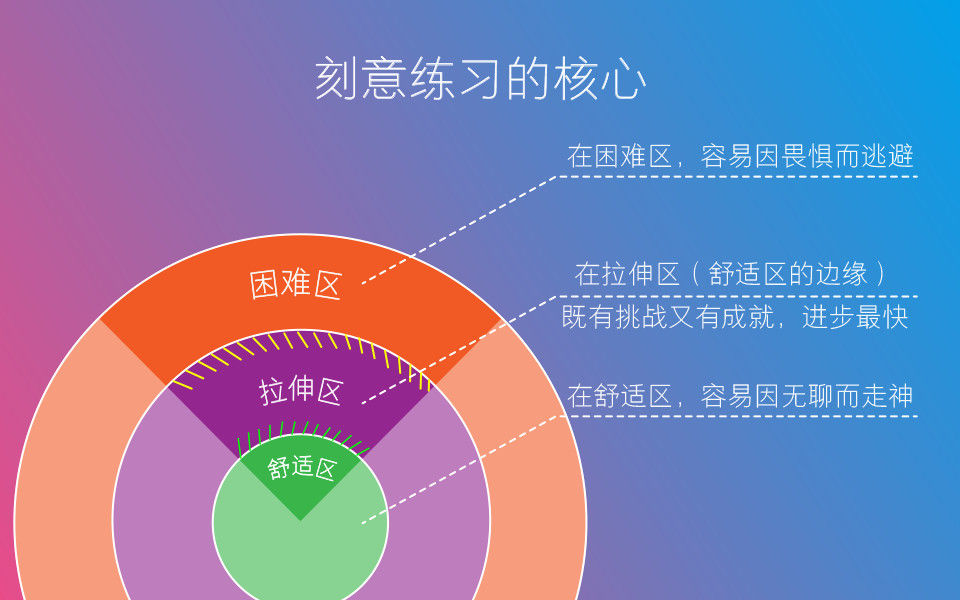 刻意练习的核心
在困难区，容易因畏惧而逃避
在拉伸区（舒适区的边缘）
既有挑战又有成就，进步最快
在舒适区，容易因无聊而走神
困难区
拉伸区
舒适区